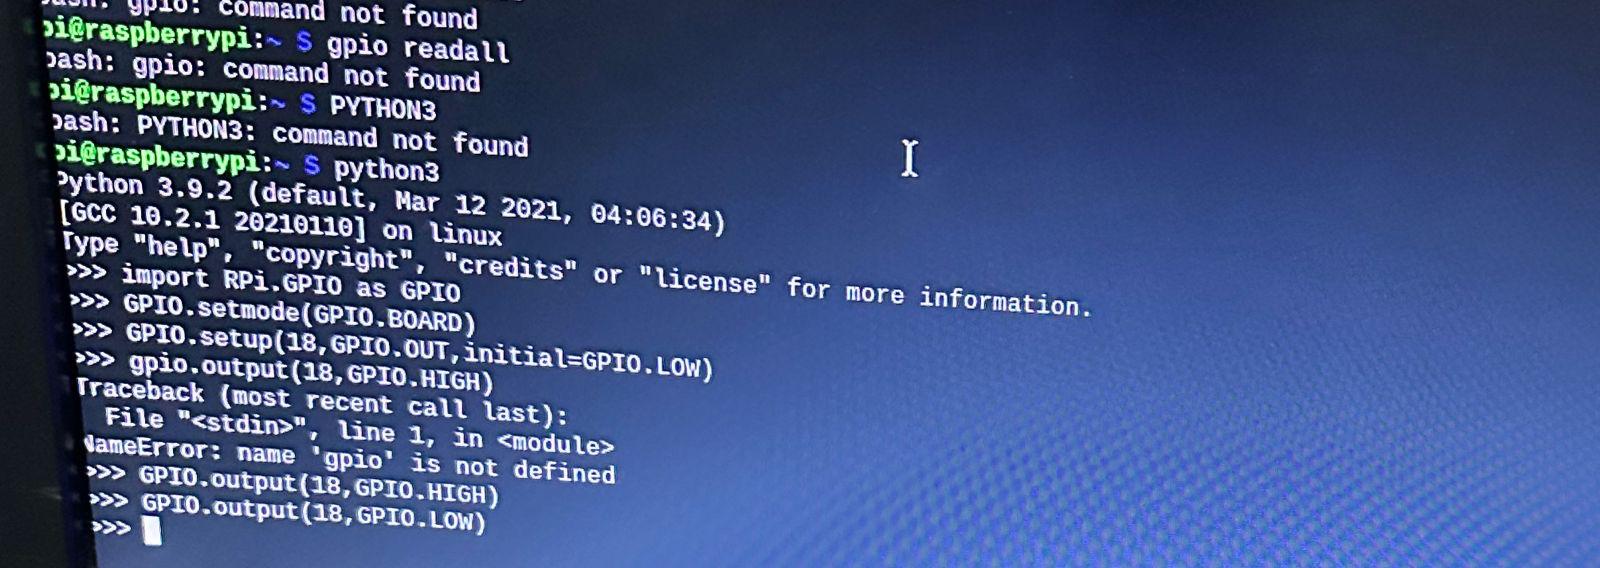 gpio: command not found
pi@raspberrypi:~ $ gpio readall
bash: gpio: command not found
pi@raspberrypi:~ $ PYTHON3
bash: PYTHON3: command not found
pi@raspberrypi:~ $ python3
Python 3.9.2 (default, Mar 12 2021, 04:06:34)
[GCC 10.2.1 20210110] on linux
Type "help", "copyright", "credits" or "license" for more information.
>>> import RPi.GPIO as GPIO
>>> GPIO.setmode(GPIO.BOARD)
>>> GPIO.setup(18,GPIO.OUT,initial=GPIO.LOW)
>>> gpio.output(18,GPIO.HIGH)
Traceback (most recent call last):
  File "<stdin>", line 1, in <module>
NameError: name 'gpio' is not defined
>>> GPIO.output(18,GPIO.HIGH)
>>> GPIO.output(18,GPIO.LOW)
>>>